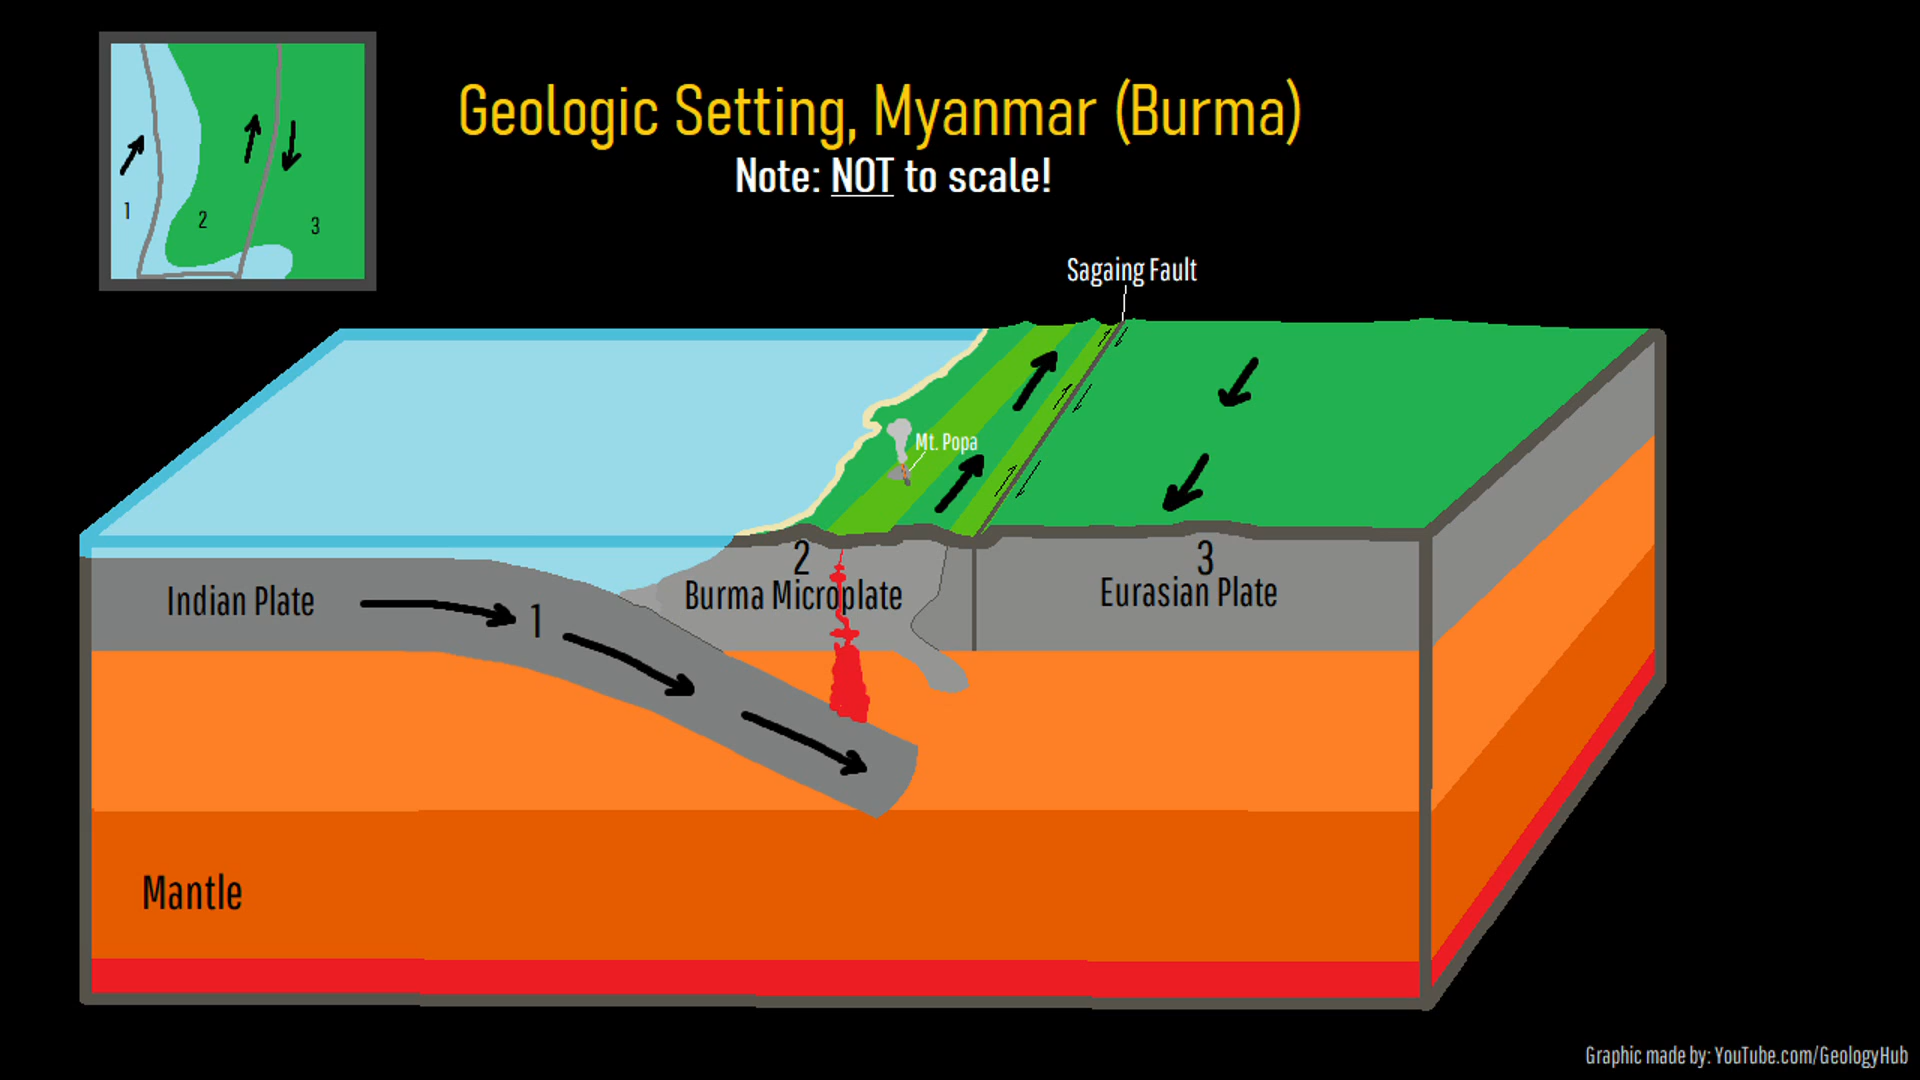 Geologic Setting, Myanmar (Burma)
Note: NOT to scale!
1
2
3
Sagaing Fault
Mt. Popa
2
3
Indian Plate
1
Burma Microplate
Eurasian Plate
Mantle
Graphic made by: YouTube.com/GeologyHub